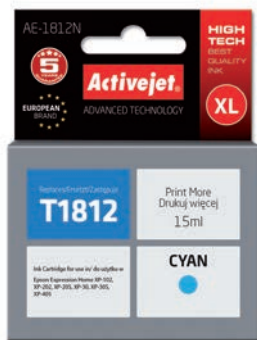 AE-1812N
HIGH
TECH
BEST
QUALITY
INK
5
YEARS
Activejet®
EUROPEAN
BRAND
ADVANCED TECHNOLOGY
XL
Replaces/Ersetzt/Zastępuje
T1812
Print More
Drukuj więcej
15ml
Ink Cartridge for use in/ do użytku w
Epson Expression Home XP-102,
XP-202, XP-205, XP-30, XP-305,
XP-405
CYAN